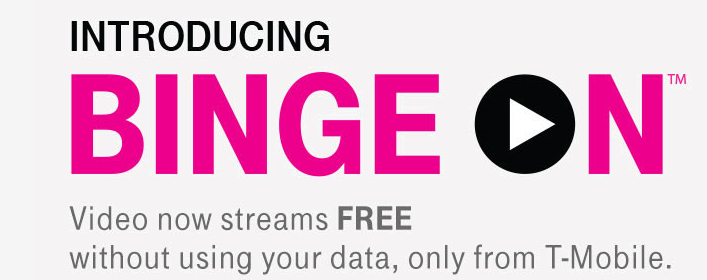 INTRODUCING
BINGE ON™
Video now streams FREE
without using your data, only from T-Mobile.